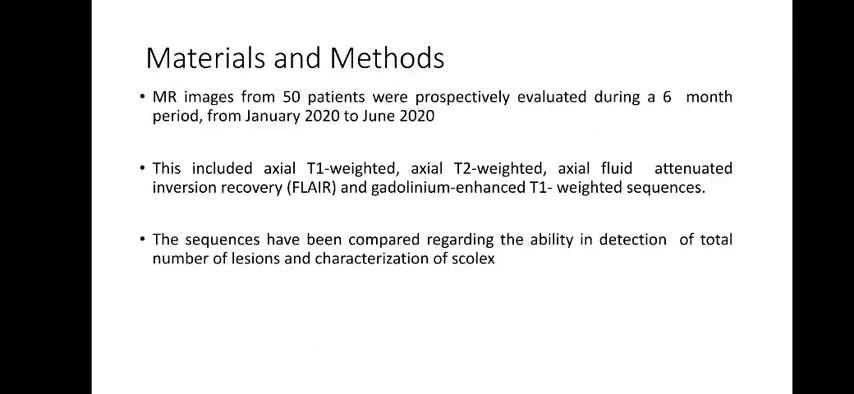 Materials and Methods
• MR images from 50 patients were prospectively evaluated during a 6 month
period, from January 2020 to June 2020
• This included axial T1-weighted, axial T2-weighted, axial fluid attenuated
inversion recovery (FLAIR) and gadolinium-enhanced T1- weighted sequences.
• The sequences have been compared regarding the ability in detection of total
number of lesions and characterization of scolex